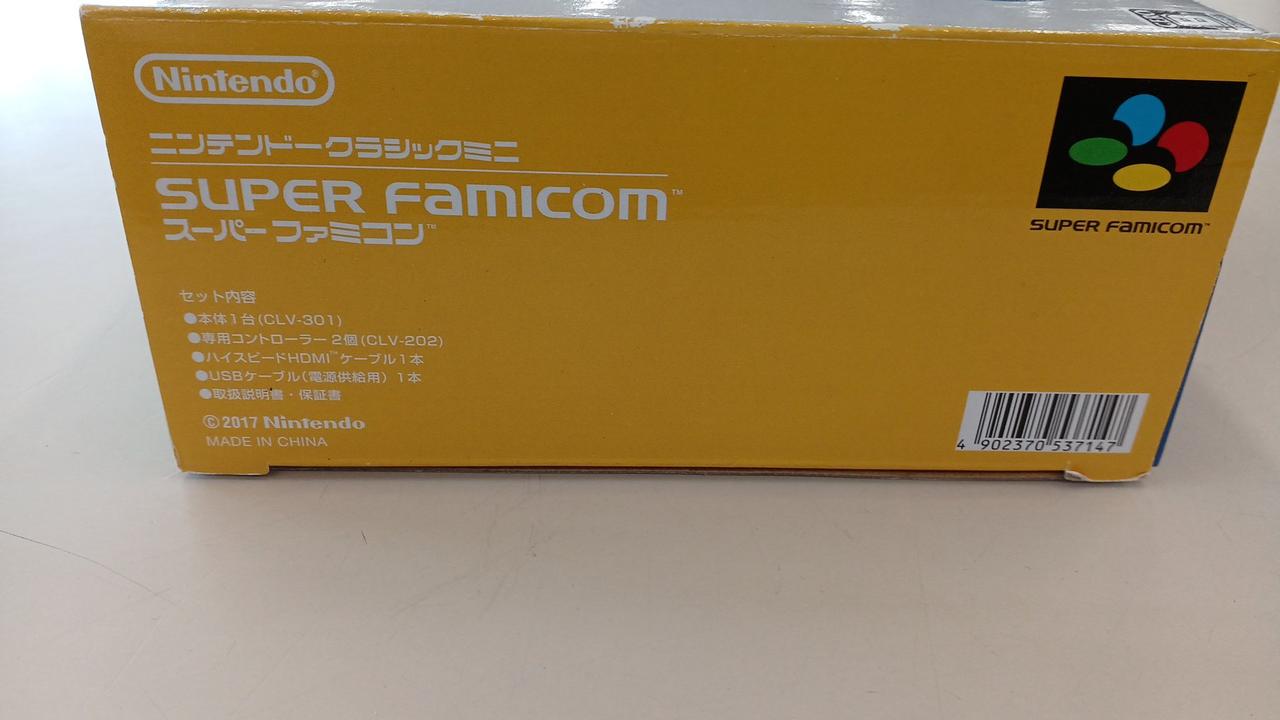 Nintendo®
ニンテンドークラシックミニ
SUPER FAMICOM™
スーパーファミコン™
SUPER FAMICOM™
セット内容
●本体1台(CLV-301)
●専用コントローラー2個(CLV-202)
●ハイスピードHDMI™ケーブル1本
●USBケーブル(電源供給用)1本
●取扱説明書・保証書
©2017 Nintendo
MADE IN CHINA
4 902370 537147